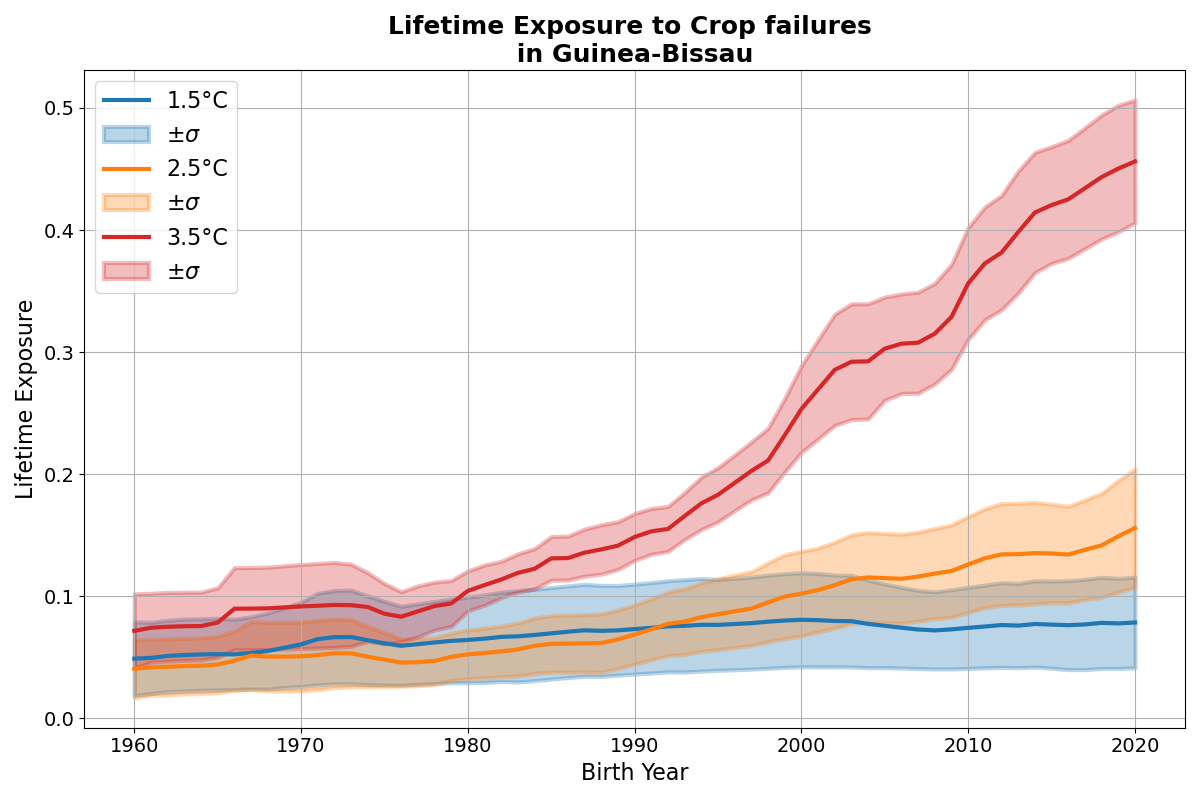 Lifetime Exposure to Crop failures
in Guinea-Bissau
1.5°C
±σ
2.5°C
±σ
3.5°C
±σ
Lifetime Exposure
0.5
0.4
0.3
0.2
0.1
0.0
1960 1970 1980 1990 2000 2010 2020
Birth Year